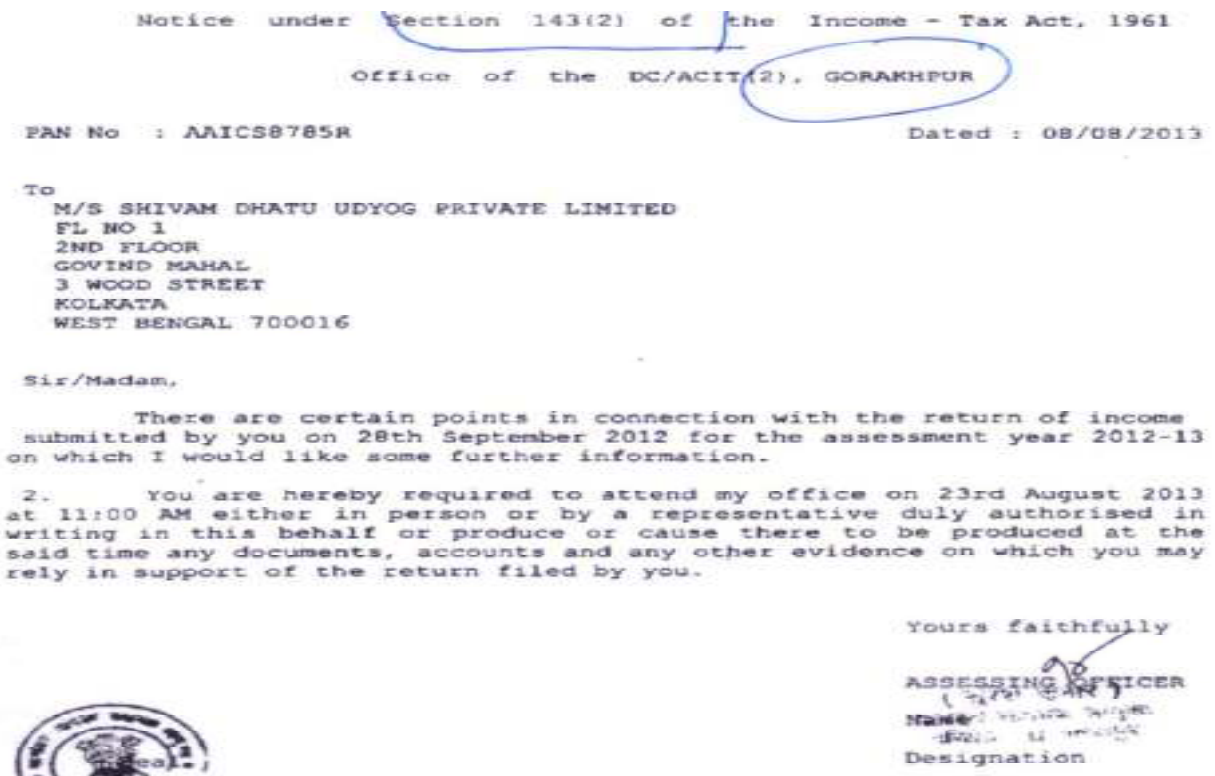 Notice under Section 143(2) of the Income - Tax Act, 1961
Office of the DC/ACIT(2), GORAKHPUR
PAN No : AAICS8785R Dated : 08/08/2013
To
M/S SHIVAM DHATU UDYOG PRIVATE LIMITED
FL NO 1
2ND FLOOR
GOVIND MAHAL
3 WOOD STREET
KOLKATA
WEST BENGAL 700016
Sir/Madam,
There are certain points in connection with the return of income
submitted by you on 28th September 2012 for the assessment year 2012-13
on which I would like some further information.
2. You are hereby required to attend my office on 23rd August 2013
at 11:00 AM either in person or by a representative duly authorised in
writing in this behalf or produce or cause there to be produced at the
said time any documents, accounts and any other evidence on which you may
rely in support of the return filed by you.
Yours faithfully
ASSESSING OFFICER
Name
Designation